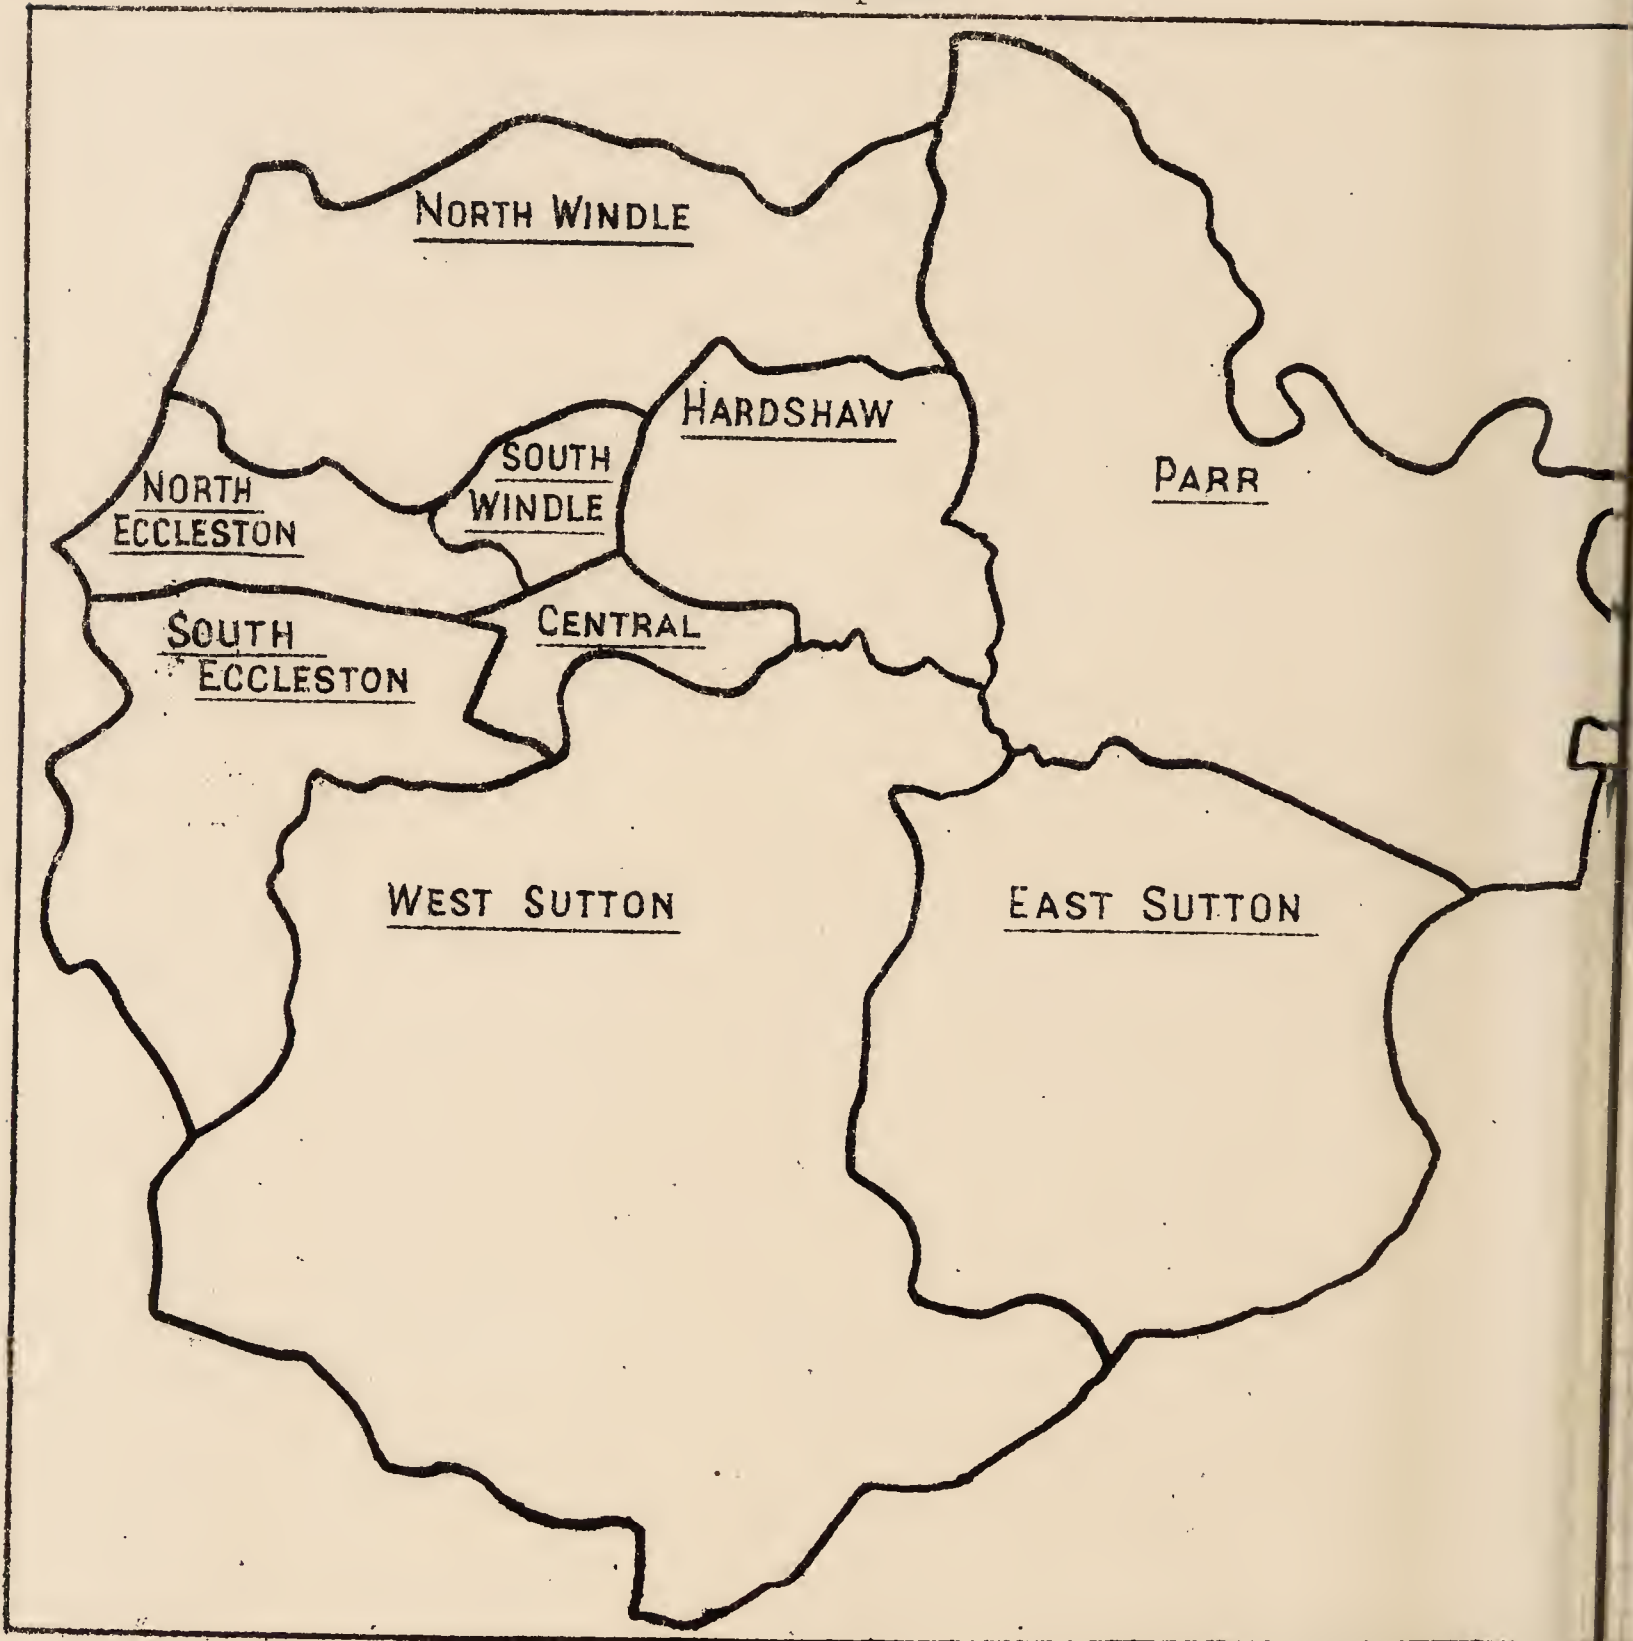 NORTH WINDLE
HARDSHAW
SOUTH
WINDLE
PARR
NORTH
ECCLESTON
CENTRAL
SOUTH
ECCLESTON
WEST SUTTON
EAST SUTTON